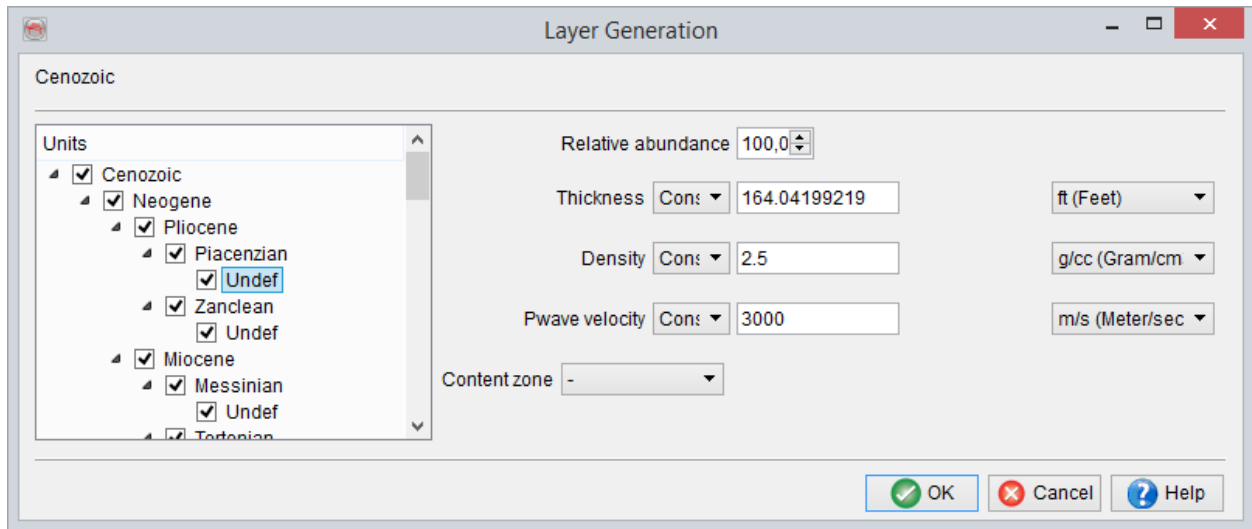 Layer Generation
Cenozoic
Units
Cenozoic
Neogene
Pliocene
Piacenzian
Undef
Zanclean
Undef
Miocene
Messinian
Undef
Tortonian
Relative abundance 100,0
Thickness Cons 164.04199219 ft (Feet)
Density Cons 2.5 g/cc (Gram/cm
Pwave velocity Cons 3000 m/s (Meter/sec
Content zone -
OK Cancel Help